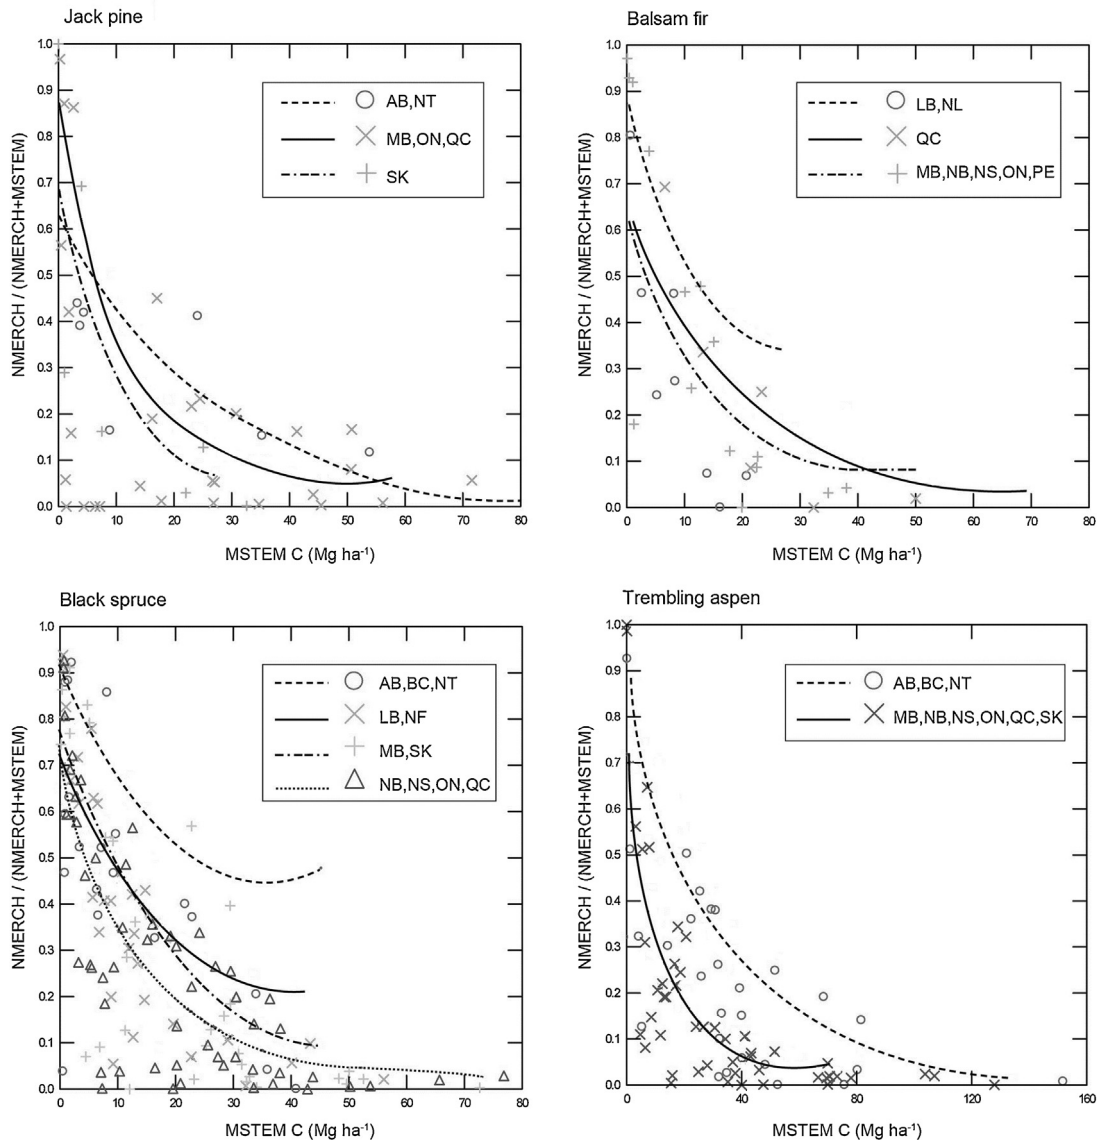 Jack pine
NMERCH / (NMERCH+MSTEM)
1.0
0.9
0.8
0.7
0.6
0.5
0.4
0.3
0.2
0.1
0.0
AB,NT
MB,ON,QC
SK
0 10 20 30 40 50 60 70 80
MSTEM C (Mg ha-1)
Balsam fir
NMERCH / (NMERCH+MSTEM)
1.0
0.9
0.8
0.7
0.6
0.5
0.4
0.3
0.2
0.1
0.0
LB,NL
QC
MB,NB,NS,ON,PE
0 10 20 30 40 50 60 70 80
MSTEM C (Mg ha-1)
Black spruce
NMERCH / (NMERCH+MSTEM)
1.0
0.9
0.8
0.7
0.6
0.5
0.4
0.3
0.2
0.1
0.0
AB,BC,NT
LB,NF
MB,SK
NB,NS,ON,QC
0 10 20 30 40 50 60 70 80
MSTEM C (Mg ha-1)
Trembling aspen
NMERCH / (NMERCH+MSTEM)
1.0
0.9
0.8
0.7
0.6
0.5
0.4
0.3
0.2
0.1
0.0
AB,BC,NT
MB,NB,NS,ON,QC,SK
0 40 80 120 160
MSTEM C (Mg ha-1)